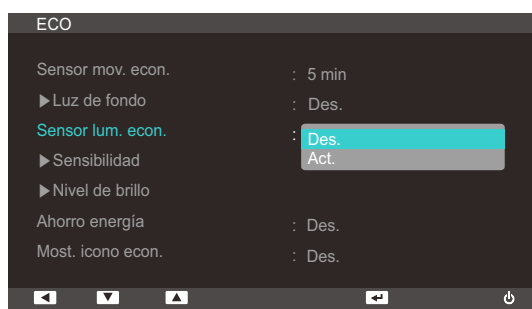 ECO
Sensor mov. econ. : 5 min
▶Luz de fondo : Des.
Sensor lum. econ. : Des.
Act.
▶Sensibilidad
▶Nivel de brillo
Ahorro energía : Des.
Most. icono econ. : Des.